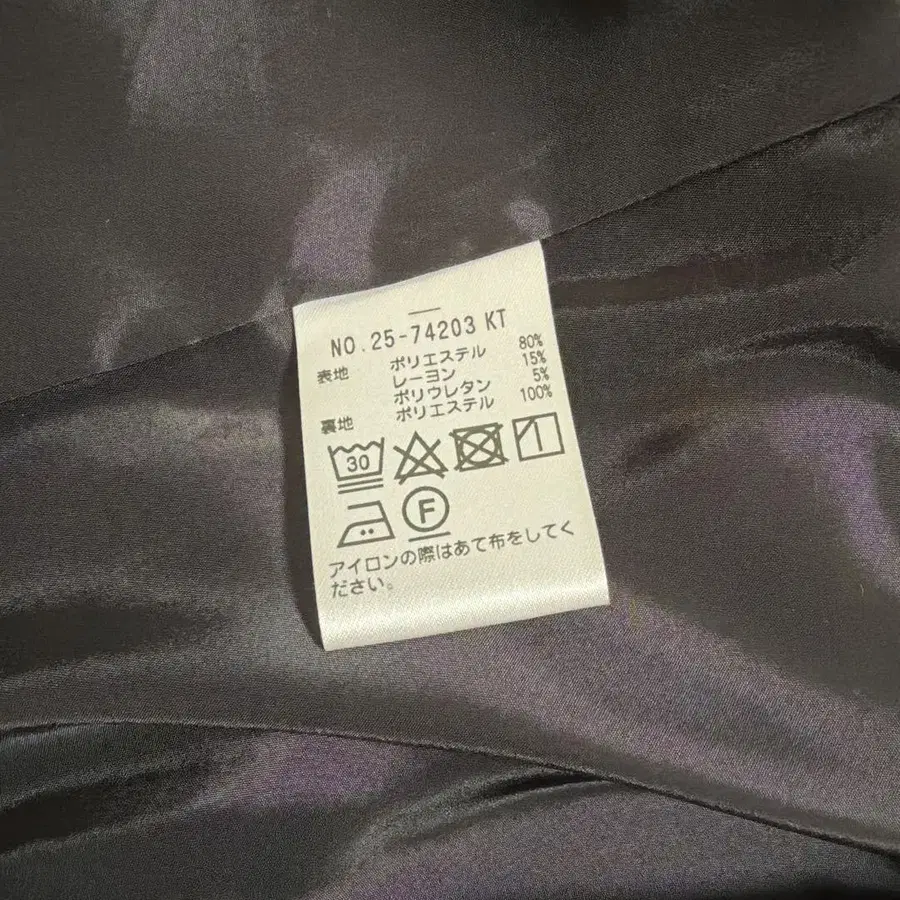 NO.25-74203 KT
表地 ポリエステル 80%
レーヨン 15%
ポリウレタン 5%
裏地 ポリエステル 100%
30
F
アイロンの際はあて布をしてく
ださい。